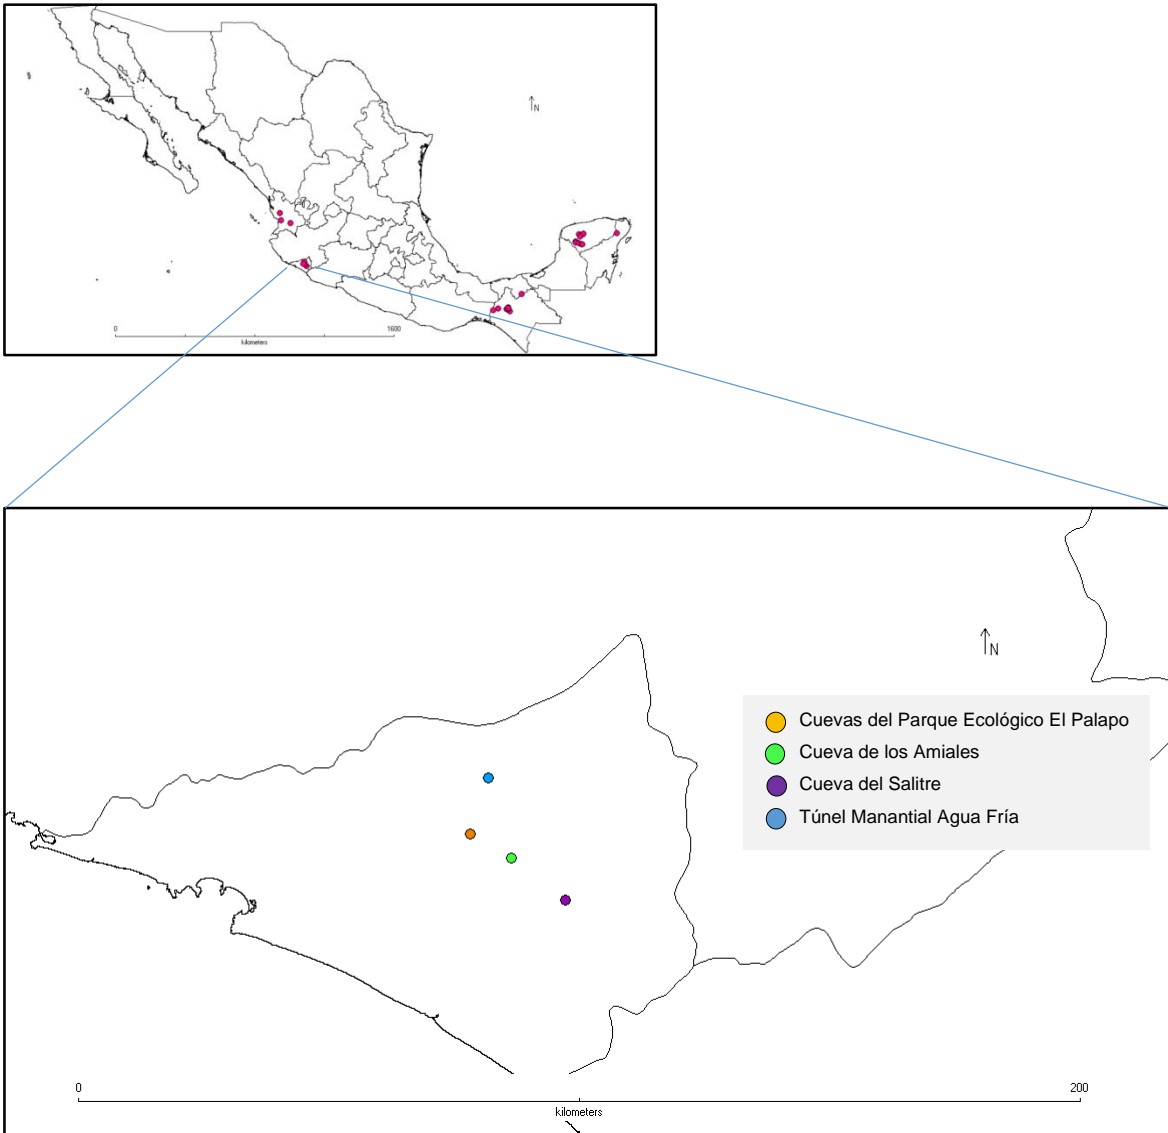 N
0
1600
kilometers
N
Cuevas del Parque Ecológico El Palapo
Cueva de los Amiales
Cueva del Salitre
Túnel Manantial Agua Fría
0
200
kilometers